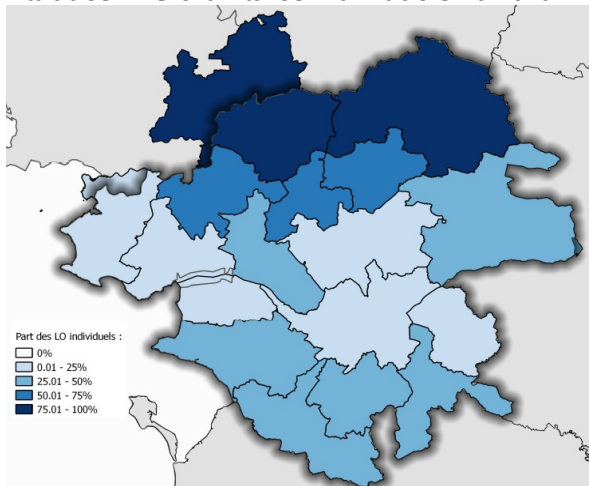 Part des LO individuels :
0%
0.01 - 25%
25.01 - 50%
50.01 - 75%
75.01 - 100%